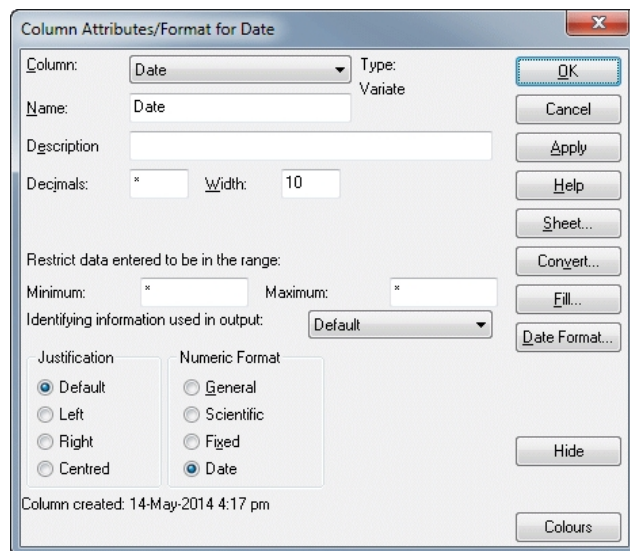 Column Attributes/Format for Date
Column: Date Type:
Variate
Name: Date
Description
Decimals: * Width: 10
Restrict data entered to be in the range:
Minimum: * Maximum: *
Identifying information used in output: Default
Justification
Default
Left
Right
Centred
Numeric Format
General
Scientific
Fixed
Date
Column created: 14-May-2014 4:17 pm
OK
Cancel
Apply
Help
Sheet...
Convert...
Fill...
Date Format...
Hide
Colours